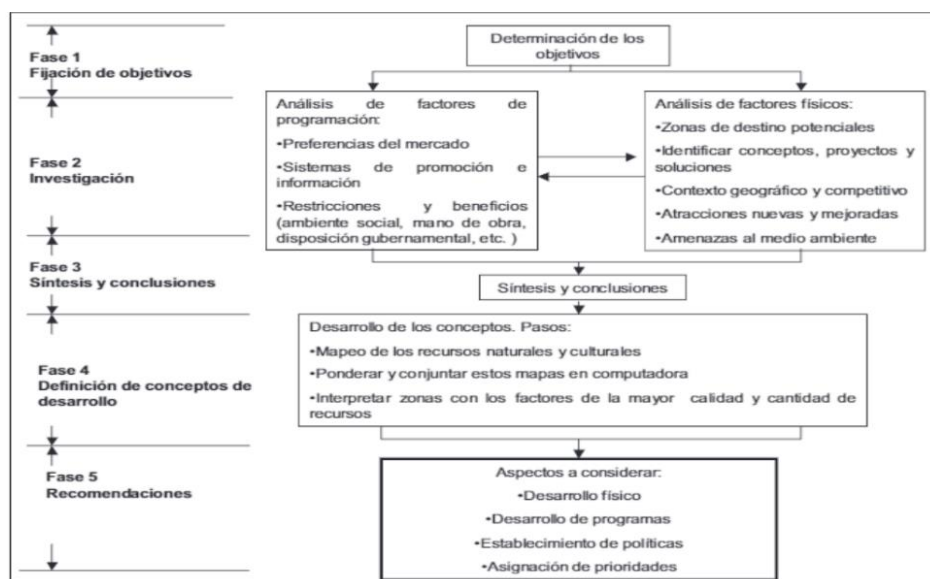 Determinación de los
objetivos
Fase 1
Fijación de objetivos
Análisis de factores de
programación:
•Preferencias del mercado
•Sistemas de promoción e
información
•Restricciones y beneficios
(ambiente social, mano de obra,
disposición gubernamental, etc. )
Análisis de factores físicos:
•Zonas de destino potenciales
•Identificar conceptos, proyectos y
soluciones
•Contexto geográfico y competitivo
•Atracciones nuevas y mejoradas
•Amenazas al medio ambiente
Fase 2
Investigación
Fase 3
Síntesis y conclusiones
Síntesis y conclusiones
Desarrollo de los conceptos. Pasos:
•Mapeo de los recursos naturales y culturales
•Ponderar y conjuntar estos mapas en computadora
•Interpretar zonas con los factores de la mayor calidad y cantidad de
recursos
Fase 4
Definición de conceptos de
desarrollo
Fase 5
Recomendaciones
Aspectos a considerar:
•Desarrollo físico
•Desarrollo de programas
•Establecimiento de políticas
•Asignación de prioridades